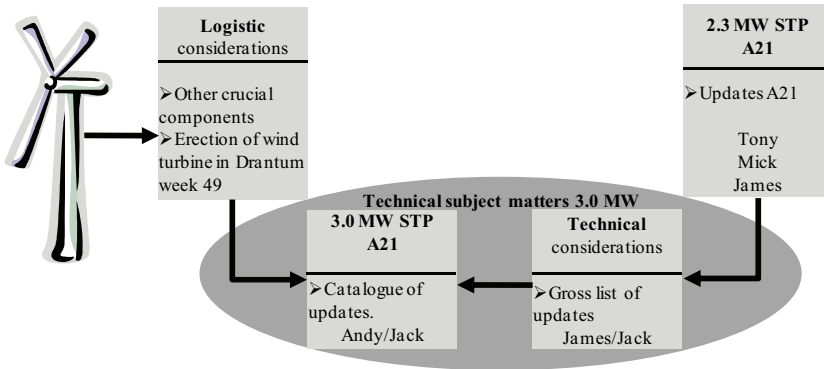 Logistic
considerations
➢Other crucial
components
➢Erection of wind
turbine in Drantum
week 49
2.3 MW STP
A21
➢Updates A21
Tony
Mick
James
Technical subject matters 3.0 MW
3.0 MW STP
A21
➢Catalogue of
updates.
Andy/Jack
Technical
considerations
➢Gross list of
updates
James/Jack